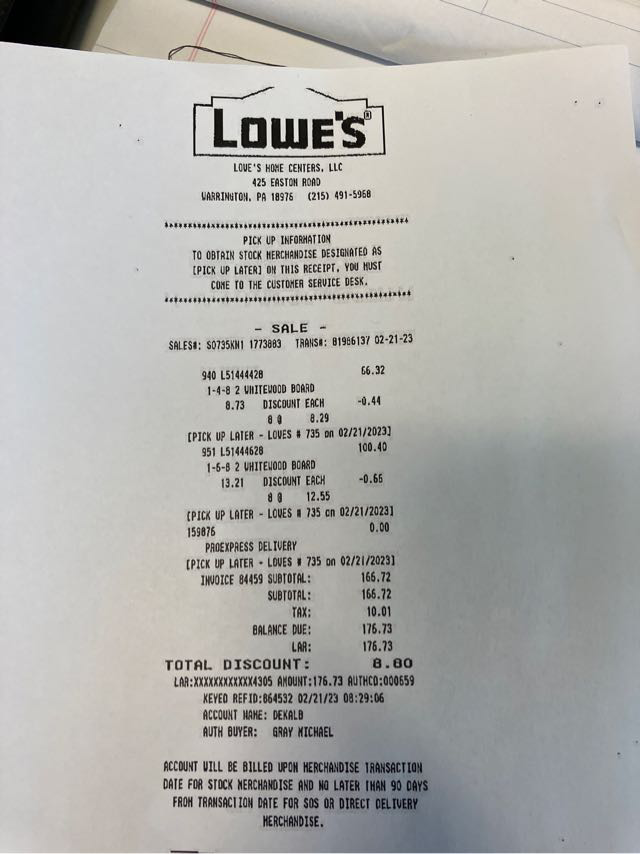 LOWE'S®
LOWE'S HOME CENTERS, LLC
425 EASTON ROAD
WARRINGTON, PA 18976 (215) 491-5968
****************************************************
PICK UP INFORMATION
TO OBTAIN STOCK MERCHANDISE DESIGNATED AS
[PICK UP LATER] ON THIS RECEIPT, YOU MUST
COME TO THE CUSTOMER SERVICE DESK.
****************************************************
- SALE -
SALES#: S0735KN1 1773883 TRANS#: 81986137 02-21-23
940 L51444428 66.32
1-4-8 2 WHITEWOOD BOARD
8.73 DISCOUNT EACH -0.44
8 @ 8.29
[PICK UP LATER - LOWES # 735 on 02/21/2023]
951 L51444628 100.40
1-6-8 2 WHITEWOOD BOARD
13.21 DISCOUNT EACH -0.66
8 @ 12.55
[PICK UP LATER - LOWES # 735 on 02/21/2023]
159876 0.00
PROEXPRESS DELIVERY
[PICK UP LATER - LOWES # 735 on 02/21/2023]
INVOICE 84459 SUBTOTAL: 166.72
SUBTOTAL: 166.72
TAX: 10.01
BALANCE DUE: 176.73
LAR: 176.73
TOTAL DISCOUNT: 8.80
LAR:XXXXXXXXXXXX4305 AMOUNT:176.73 AUTHCD:000659
KEYED REFID:864532 02/21/23 08:29:06
ACCOUNT NAME: DEKALB
AUTH BUYER: GRAY MICHAEL
ACCOUNT WILL BE BILLED UPON MERCHANDISE TRANSACTION
DATE FOR STOCK MERCHANDISE AND NO LATER THAN 90 DAYS
FROM TRANSACTION DATE FOR SOS OR DIRECT DELIVERY
MERCHANDISE.